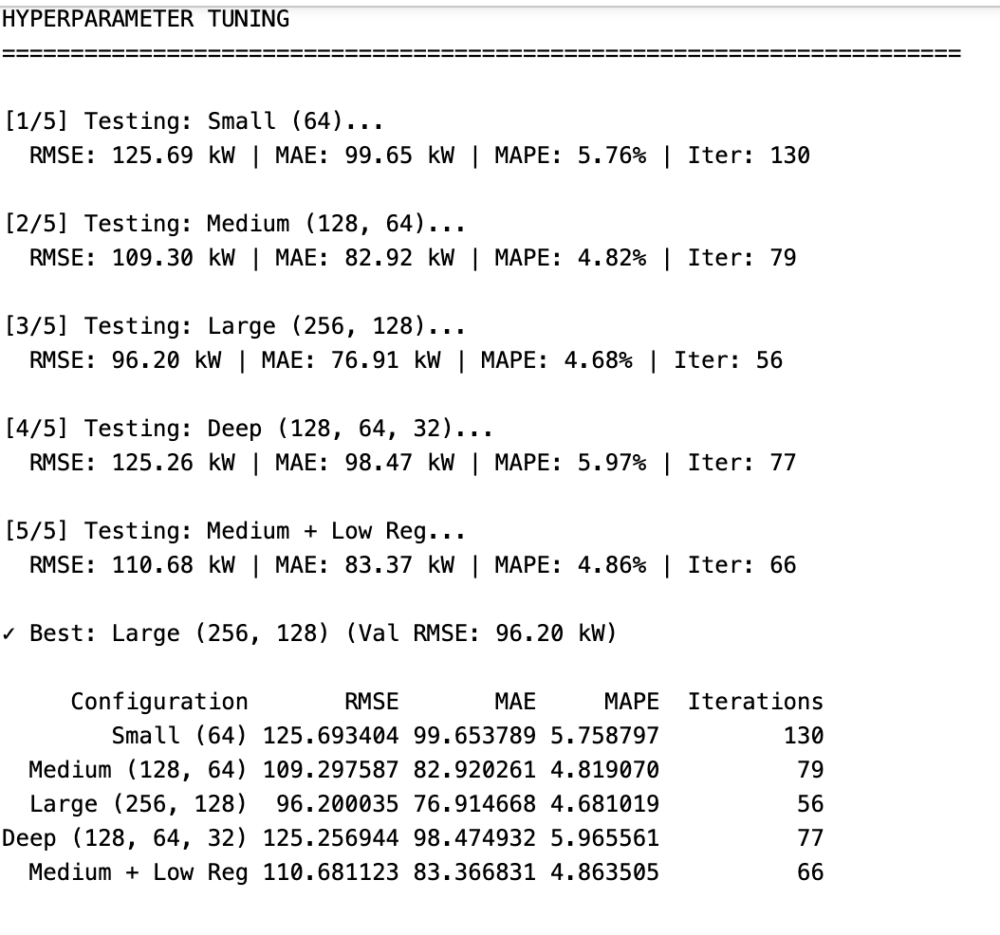 HYPERPARAMETER TUNING
======================================================================
[1/5] Testing: Small (64)...
RMSE: 125.69 kW | MAE: 99.65 kW | MAPE: 5.76% | Iter: 130
[2/5] Testing: Medium (128, 64)...
RMSE: 109.30 kW | MAE: 82.92 kW | MAPE: 4.82% | Iter: 79
[3/5] Testing: Large (256, 128)...
RMSE: 96.20 kW | MAE: 76.91 kW | MAPE: 4.68% | Iter: 56
[4/5] Testing: Deep (128, 64, 32)...
RMSE: 125.26 kW | MAE: 98.47 kW | MAPE: 5.97% | Iter: 77
[5/5] Testing: Medium + Low Reg...
RMSE: 110.68 kW | MAE: 83.37 kW | MAPE: 4.86% | Iter: 66
✓ Best: Large (256, 128) (Val RMSE: 96.20 kW)
Configuration RMSE MAE MAPE Iterations
Small (64) 125.693404 99.653789 5.758797 130
Medium (128, 64) 109.297587 82.920261 4.819070 79
Large (256, 128) 96.200035 76.914668 4.681019 56
Deep (128, 64, 32) 125.256944 98.474932 5.965561 77
Medium + Low Reg 110.681123 83.366831 4.863505 66